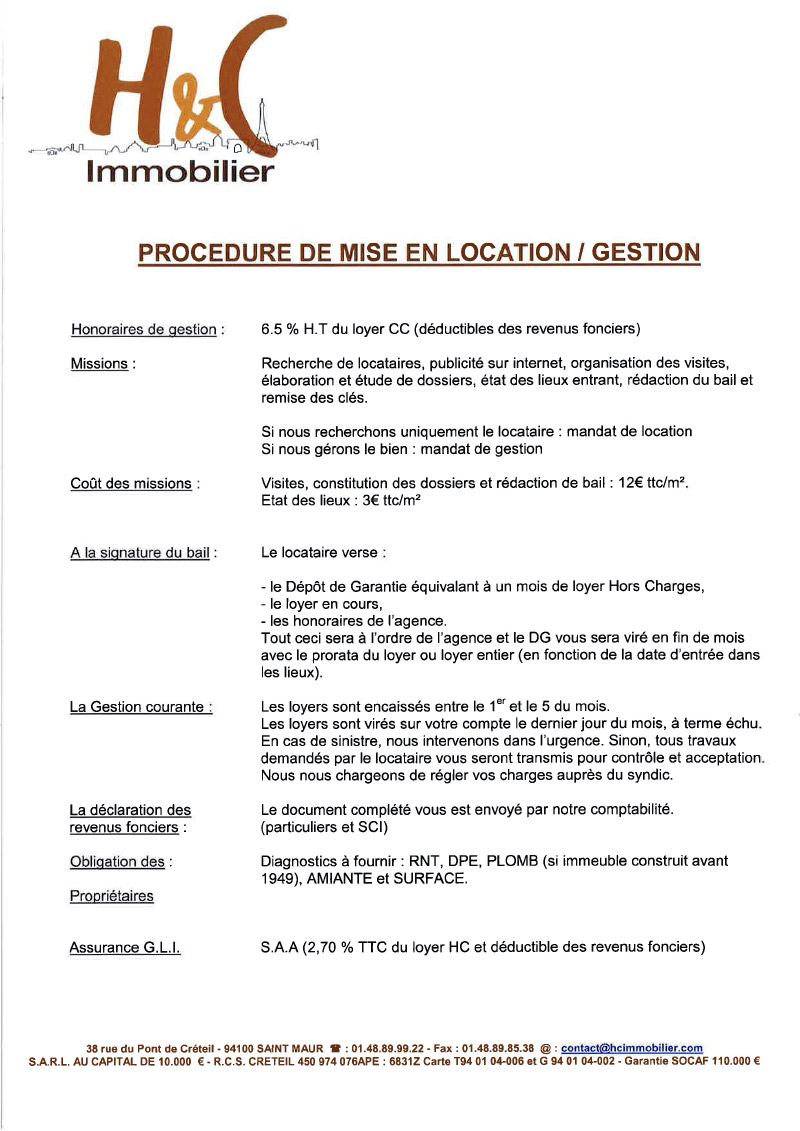 H&C
Immobilier
PROCEDURE DE MISE EN LOCATION / GESTION
Honoraires de gestion : 6.5 % H.T du loyer CC (déductibles des revenus fonciers)
Missions : Recherche de locataires, publicité sur internet, organisation des visites,
élaboration et étude de dossiers, état des lieux entrant, rédaction du bail et
remise des clés.
Si nous recherchons uniquement le locataire : mandat de location
Si nous gérons le bien : mandat de gestion
Coût des missions : Visites, constitution des dossiers et rédaction de bail : 12€ ttc/m².
Etat des lieux : 3€ ttc/m²
A la signature du bail : Le locataire verse :
- le Dépôt de Garantie équivalant à un mois de loyer Hors Charges,
- le loyer en cours,
- les honoraires de l'agence.
Tout ceci sera à l'ordre de l'agence et le DG vous sera viré en fin de mois
avec le prorata du loyer ou loyer entier (en fonction de la date d'entrée dans
les lieux).
La Gestion courante : Les loyers sont encaissés entre le 1er et le 5 du mois.
Les loyers sont virés sur votre compte le dernier jour du mois, à terme échu.
En cas de sinistre, nous intervenons dans l'urgence. Sinon, tous travaux
demandés par le locataire vous seront transmis pour contrôle et acceptation.
Nous nous chargeons de régler vos charges auprès du syndic.
La déclaration des Le document complété vous est envoyé par notre comptabilité.
revenus fonciers : (particuliers et SCI)
Obligation des : Diagnostics à fournir : RNT, DPE, PLOMB (si immeuble construit avant
1949), AMIANTE et SURFACE.
Propriétaires
Assurance G.L.I. S.A.A (2,70 % TTC du loyer HC et déductible des revenus fonciers)
38 rue du Pont de Créteil - 94100 SAINT MAUR ☎ : 01.48.89.99.22 - Fax : 01.48.89.85.38 @ : contact@hcimmobilier.com
S.A.R.L. AU CAPITAL DE 10.000 € - R.C.S. CRETEIL 450 974 076APE : 6831Z Carte T94 01 04-006 et G 94 01 04-002 - Garantie SOCAF 110.000 €